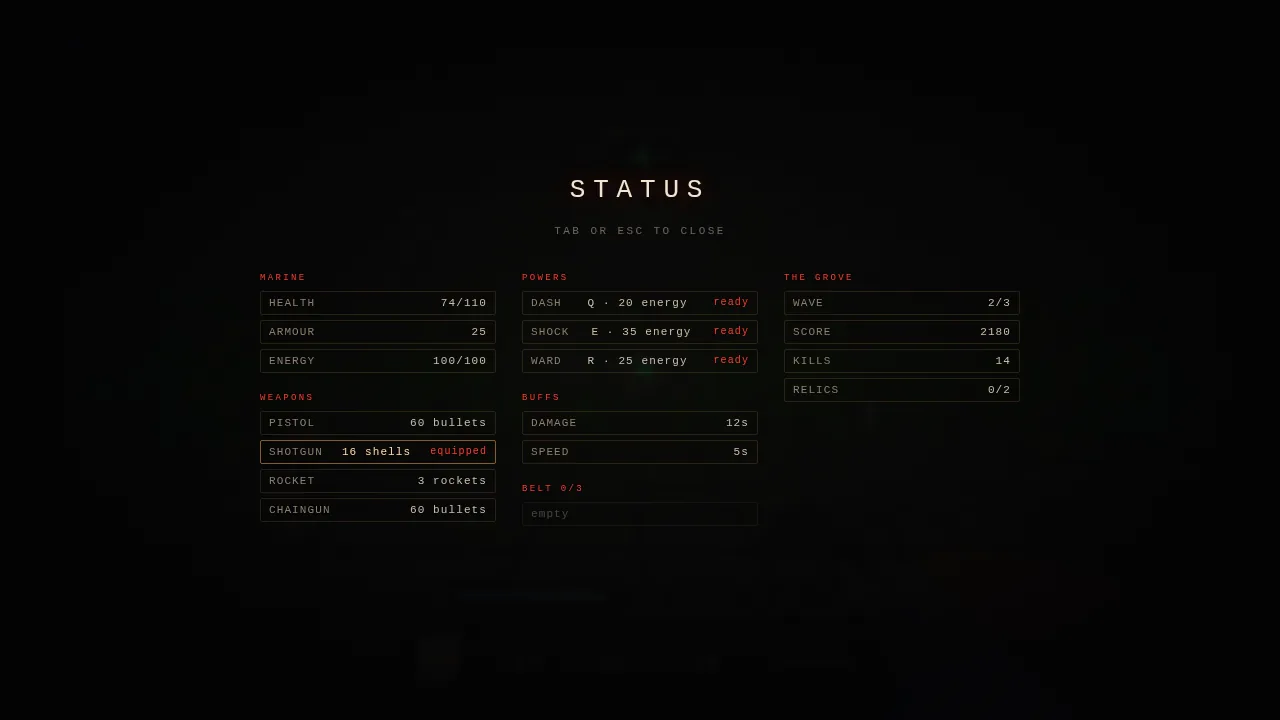 STATUS
TAB OR ESC TO CLOSE
MARINE
HEALTH 74/110
ARMOUR 25
ENERGY 100/100
WEAPONS
PISTOL 60 bullets
SHOTGUN 16 shells equipped
ROCKET 3 rockets
CHAINGUN 60 bullets
POWERS
DASH Q · 20 energy ready
SHOCK E · 35 energy ready
WARD R · 25 energy ready
BUFFS
DAMAGE 12s
SPEED 5s
BELT 0/3
empty
THE GROVE
WAVE 2/3
SCORE 2180
KILLS 14
RELICS 0/2